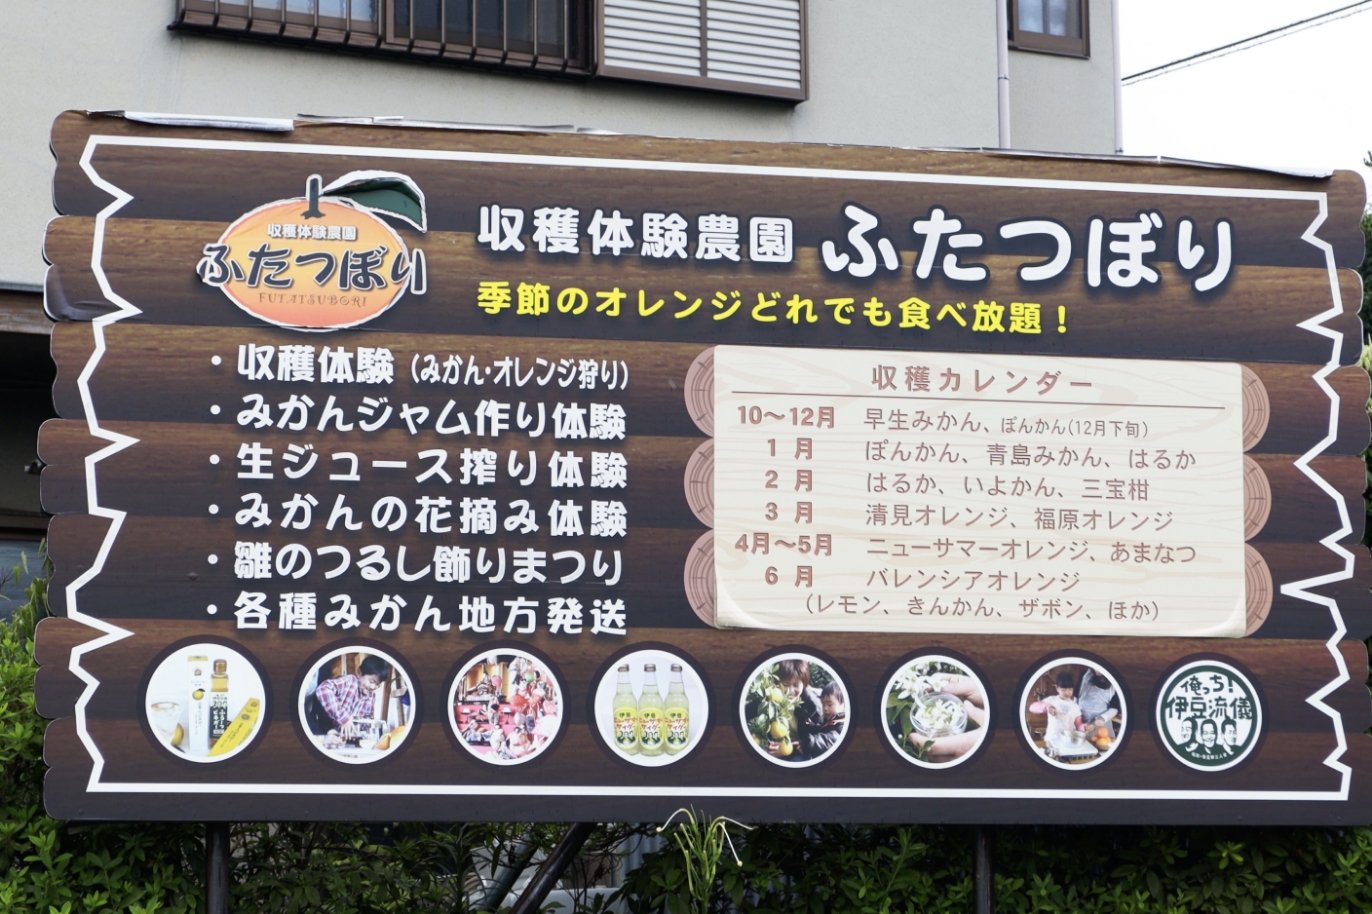 収穫体験農園
ふたつぼり
FUTATSUBORI
収穫体験農園 ふたつぼり
季節のオレンジどれでも食べ放題！
・収穫体験（みかん・オレンジ狩り）
・みかんジャム作り体験
・生ジュース搾り体験
・みかんの花摘み体験
・雛のつるし飾りまつり
・各種みかん地方発送
収穫カレンダー
10〜12月 早生みかん、ぽんかん(12月下旬)
1 月 ぽんかん、青島みかん、はるか
2 月 はるか、いよかん、三宝柑
3 月 清見オレンジ、福原オレンジ
4月〜5月 ニューサマーオレンジ、あまなつ
6 月 バレンシアオレンジ
（レモン、きんかん、ザボン、ほか）
俺っち！
伊豆流儀